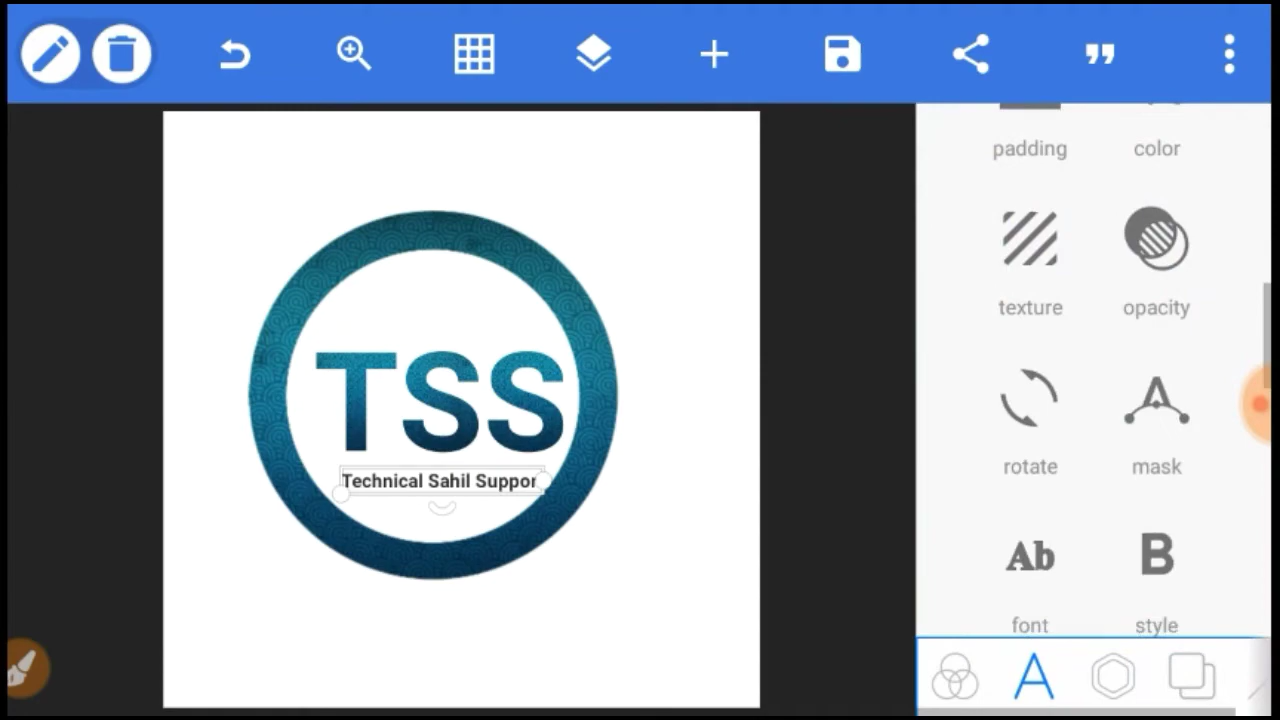 padding color
texture opacity
TSS
rotate mask
Technical Sahil Suppor
Ab B
font style
A